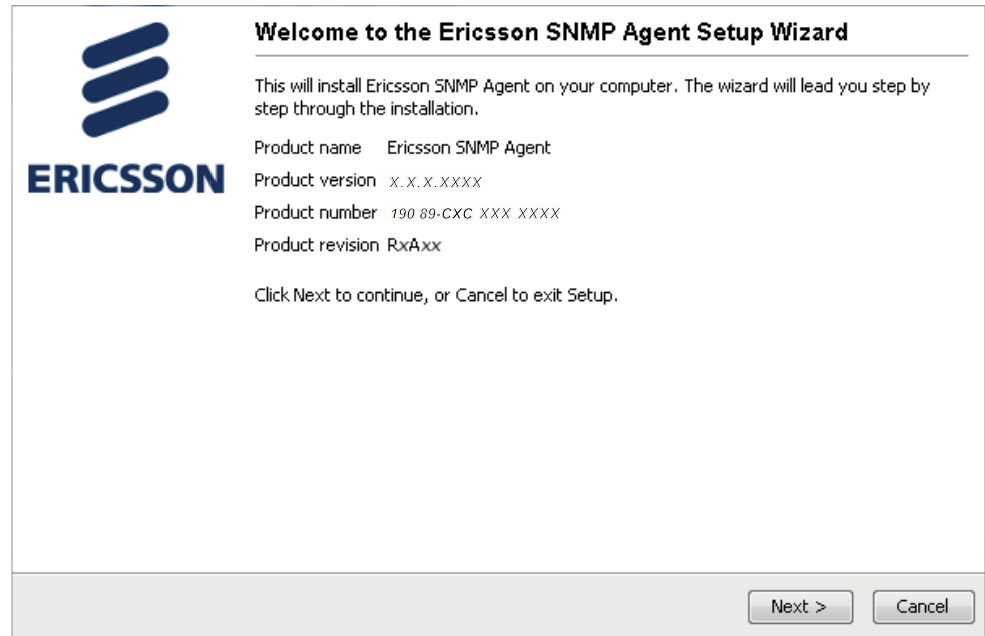 Welcome to the Ericsson SNMP Agent Setup Wizard
ERICSSON
This will install Ericsson SNMP Agent on your computer. The wizard will lead you step by
step through the installation.
Product name Ericsson SNMP Agent
Product version X.X.X.XXXX
Product number 190 89-CXC XXX XXXX
Product revision RxAxx
Click Next to continue, or Cancel to exit Setup.
Next >
Cancel